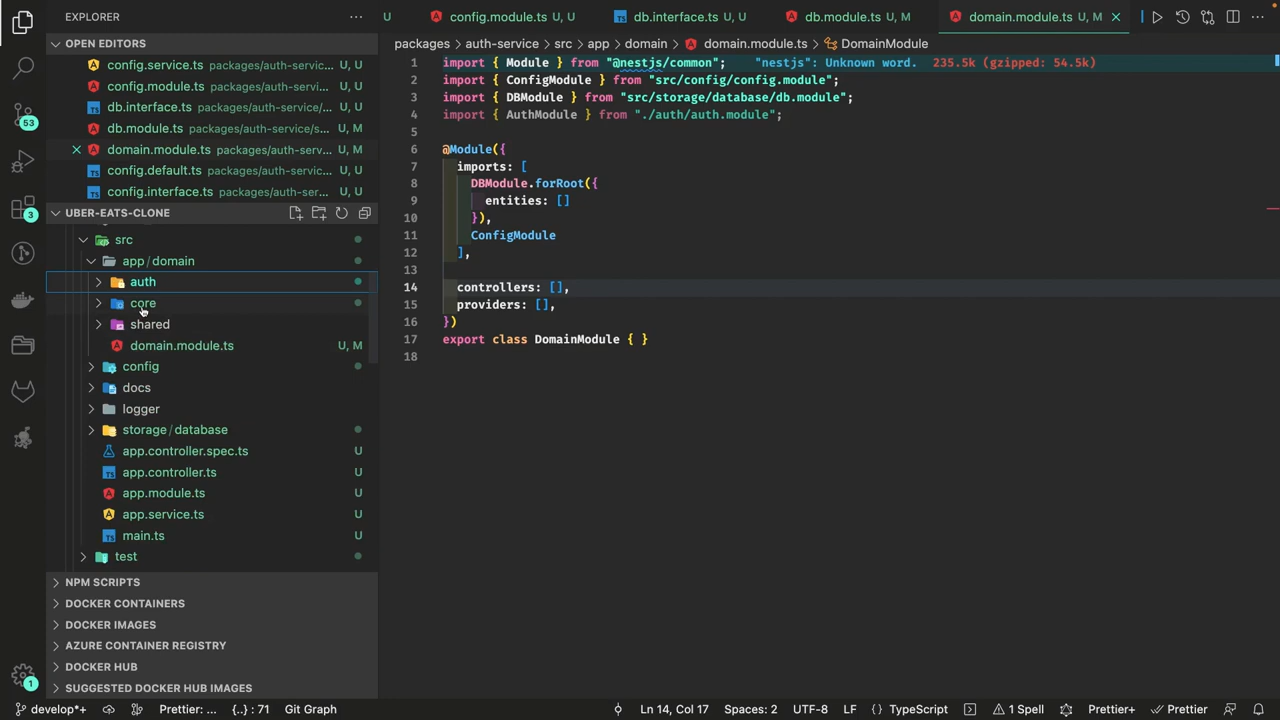 EXPLORER
U
config.module.ts U
db.interface.ts U
db.module.ts U, M
domain.module.ts U, M
OPEN EDITORS
config.service.ts packages/auth-servic...
config.module.ts packages/auth-servic...
db.interface.ts packages/auth-servic...
db.module.ts packages/auth-service/s... U, M
domain.module.ts packages/auth-serv...
config.default.ts packages/auth-servic...
config.interface.ts packages/auth-ser...
UBER-EATS-CLONE
src
app / domain
auth
core
shared
domain.module.ts U, M
config
docs
logger
storage / database
app.controller.spec.ts U
app.controller.ts U
app.module.ts U
app.service.ts U
main.ts U
test
NPM SCRIPTS
DOCKER CONTAINERS
DOCKER IMAGES
AZURE CONTAINER REGISTRY
DOCKER HUB
SUGGESTED DOCKER HUB IMAGES
53
3
1
packages > auth-service > src > app > domain > domain.module.ts > DomainModule
1 import { Module } from "@nestjs/common"; "nestjs": Unknown word. 235.5k (gzipped: 54.5k)
2 import { ConfigModule } from "src/config/config.module";
3 import { DBModule } from "src/storage/database/db.module";
4 import { AuthModule } from "./auth/auth.module";
5
6 @Module({
7 imports: [
8 DBModule.forRoot({
9 entities: []
10 }),
11 ConfigModule
12 ],
13
14 controllers: [],
15 providers: [],
16 })
17 export class DomainModule { }
18
develop*+ Prettier: ... {..} : 71 Git Graph Ln 14, Col 17 Spaces: 2 UTF-8 LF {} TypeScript 1 Spell Prettier+ Prettier